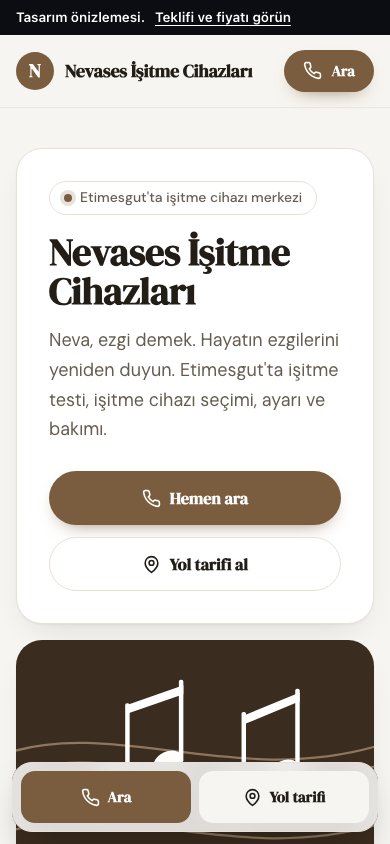 Tasarım önizlemesi. Teklifi ve fiyatı görün
N Nevases İşitme Cihazları Ara
Etimesgut'ta işitme cihazı merkezi
Nevases İşitme
Cihazları
Neva, ezgi demek. Hayatın ezgilerini
yeniden duyun. Etimesgut'ta işitme
testi, işitme cihazı seçimi, ayarı ve
bakımı.
Hemen ara
Yol tarifi al
Ara Yol tarifi